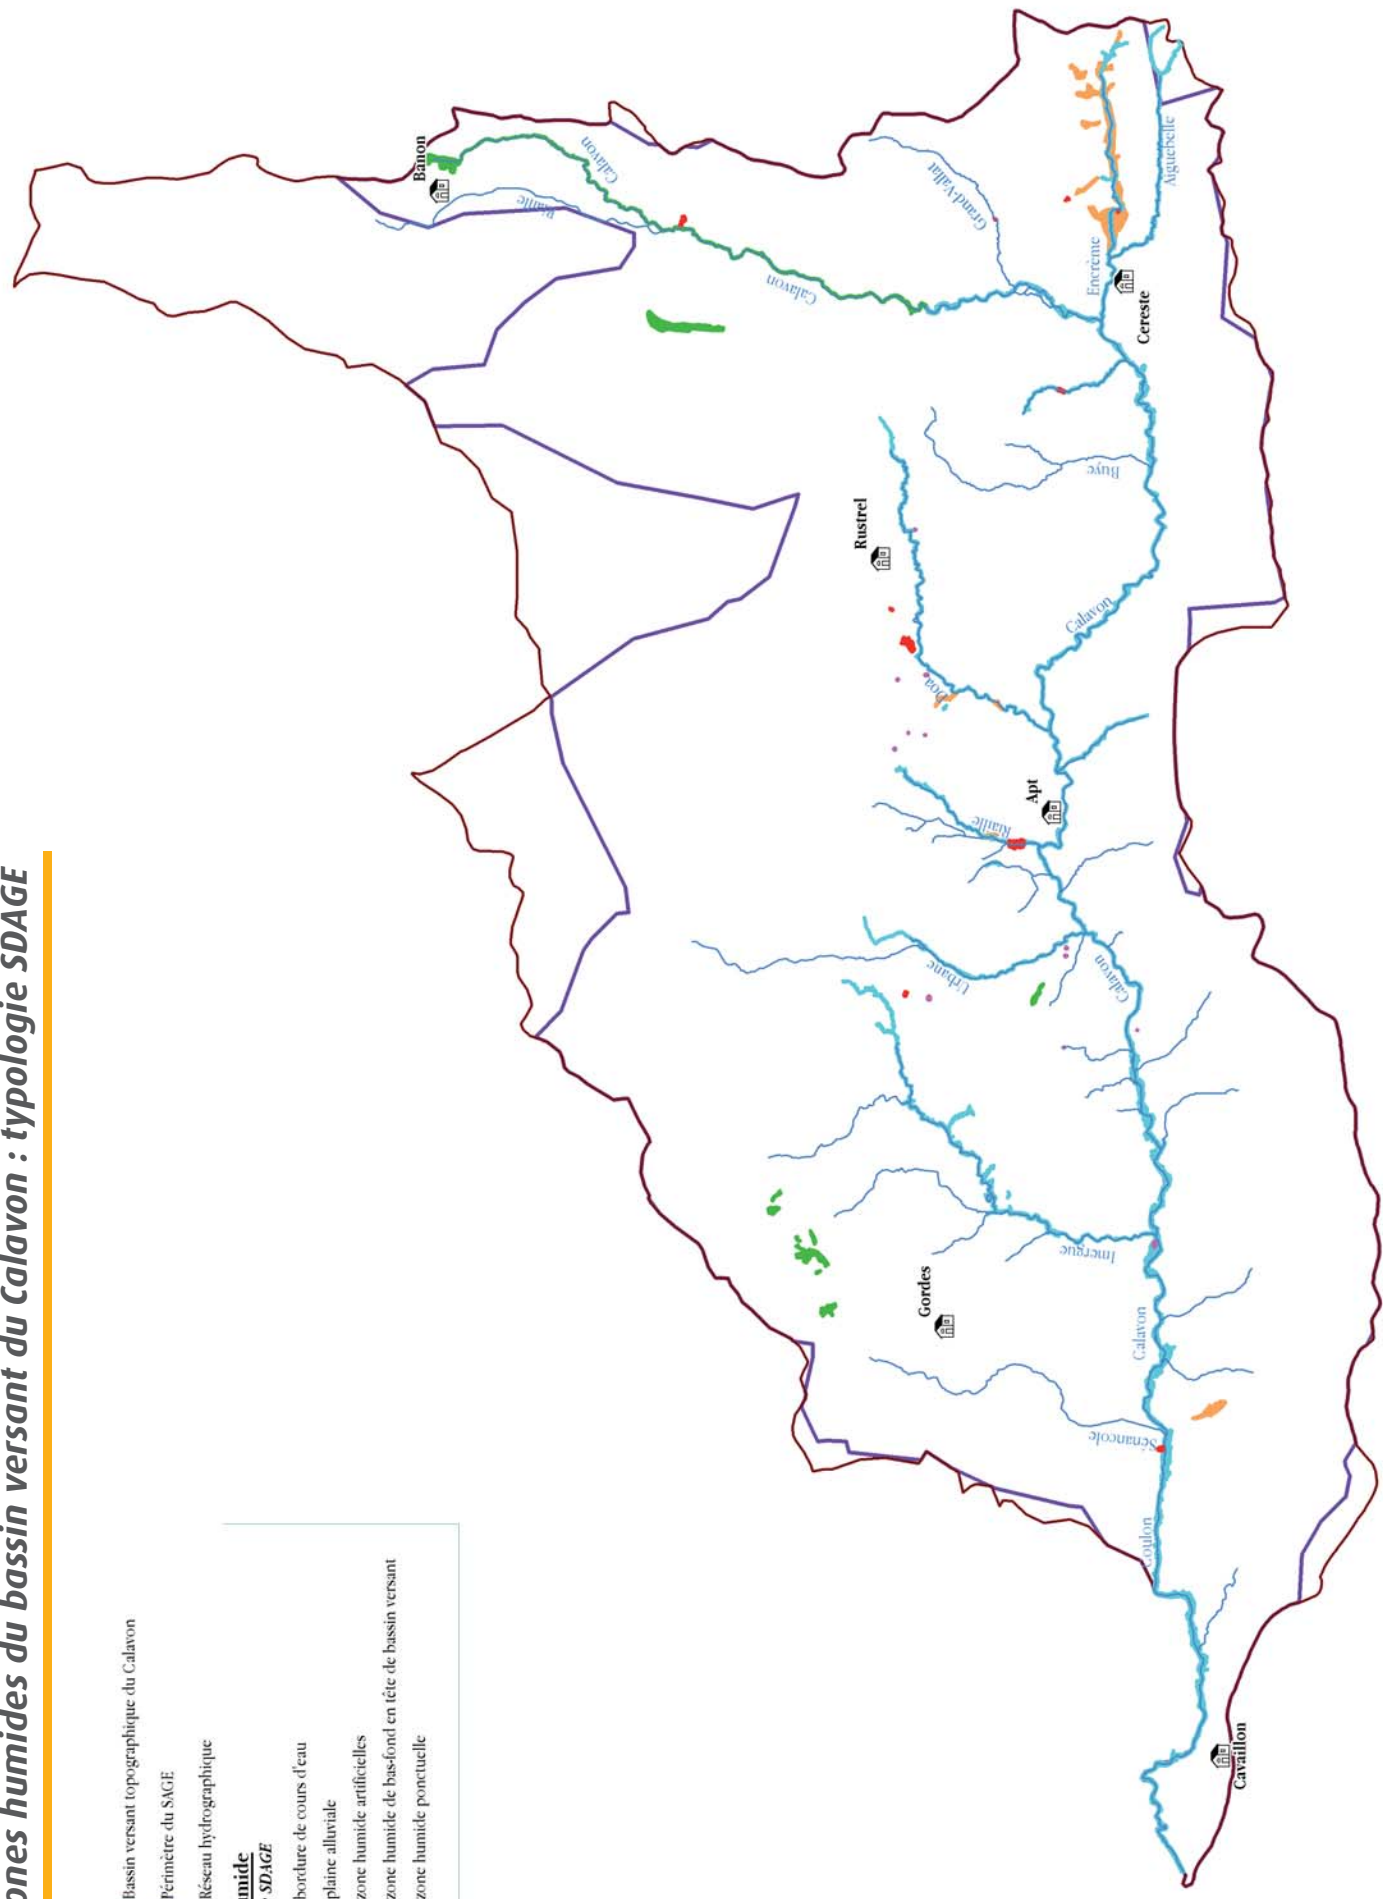 ones humides du bassin versant du Calavon : typologie SDAGE
Bassin versant topographique du Calavon
Périmètre du SAGE
Réseau hydrographique
umide
SDAGE
bordure de cours d'eau
plaine alluviale
zone humide artificielles
zone humide de bas-fond en tête de bassin versant
zone humide ponctuelle
Banon
Calavon
Riaille
Calavon
Grand-Vallat
Aiguebelle
Encrème
Cereste
Buye
Rustrel
Calavon
Doa
Apt
Riaille
Urbane
Calavon
Imergue
Gordes
Calavon
Sénancole
Coulon
Cavaillon